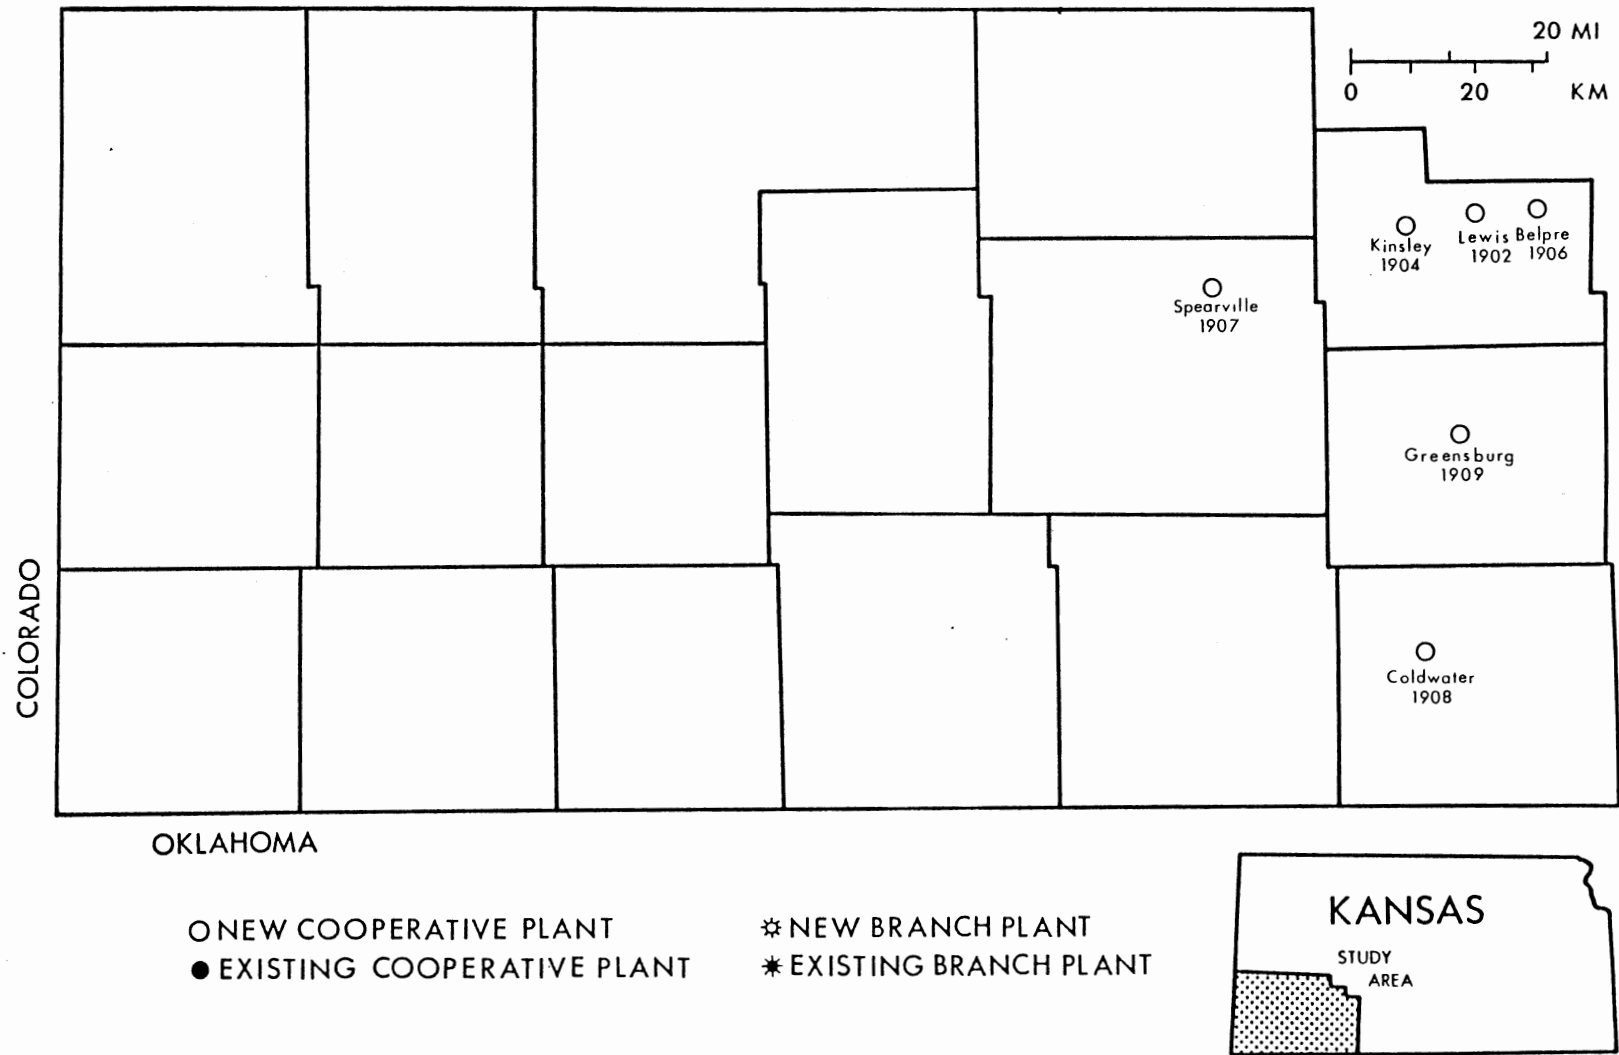 20 MI
0 20 KM
Kinsley
1904
Lewis
1902
Belpre
1906
Spearville
1907
Greensburg
1909
Coldwater
1908
COLORADO
OKLAHOMA
NEW COOPERATIVE PLANT
EXISTING COOPERATIVE PLANT
NEW BRANCH PLANT
EXISTING BRANCH PLANT
KANSAS
STUDY
AREA